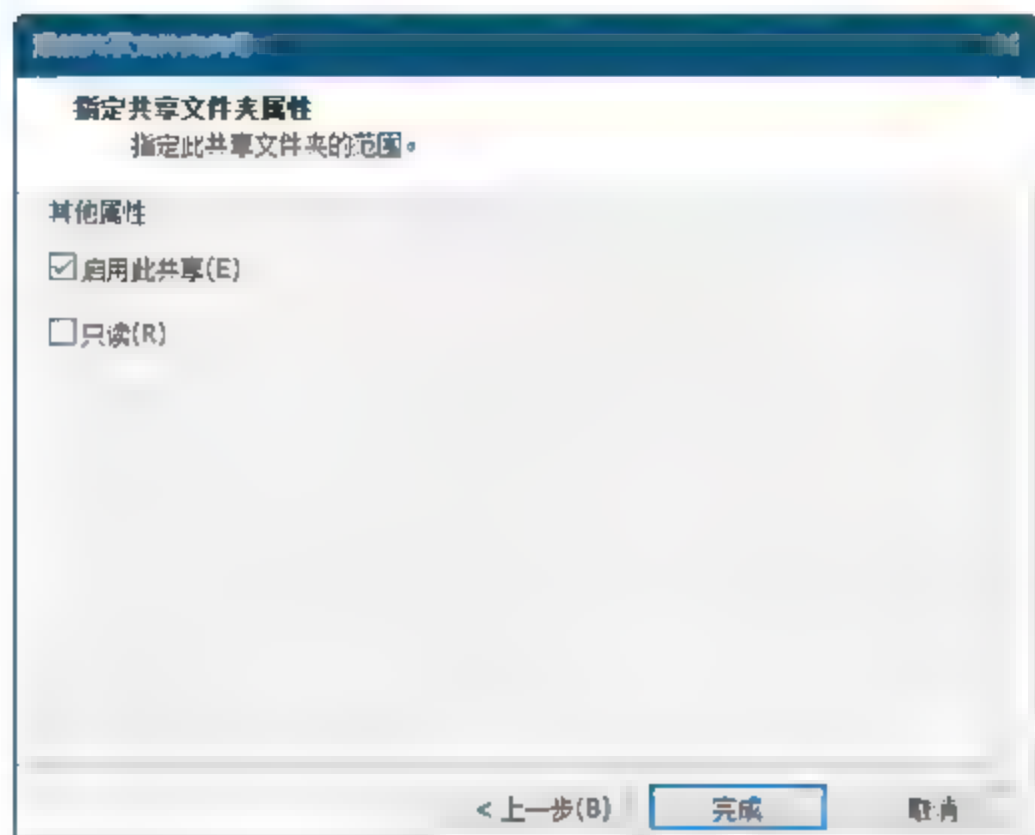 指定共享文件夹属性
指定此共享文件夹的范围。
其他属性
启用此共享(E)
只读(R)
< 上一步(B)
完成
取消